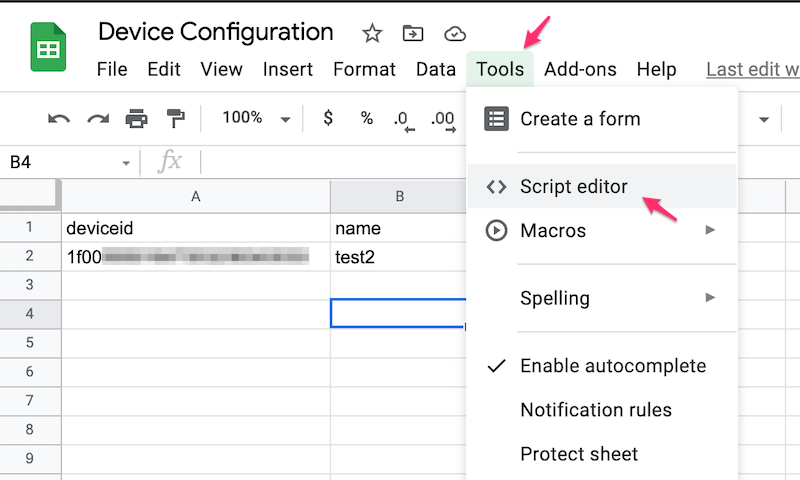 Device Configuration
File Edit View Insert Format Data Tools Add-ons Help Last edit w
100% $ % .0 .00
B4 fx
A B
1 deviceid name
2 1f00 test2
3
4
5
6
7
8
9
Create a form
Script editor
Macros
Spelling
Enable autocomplete
Notification rules
Protect sheet